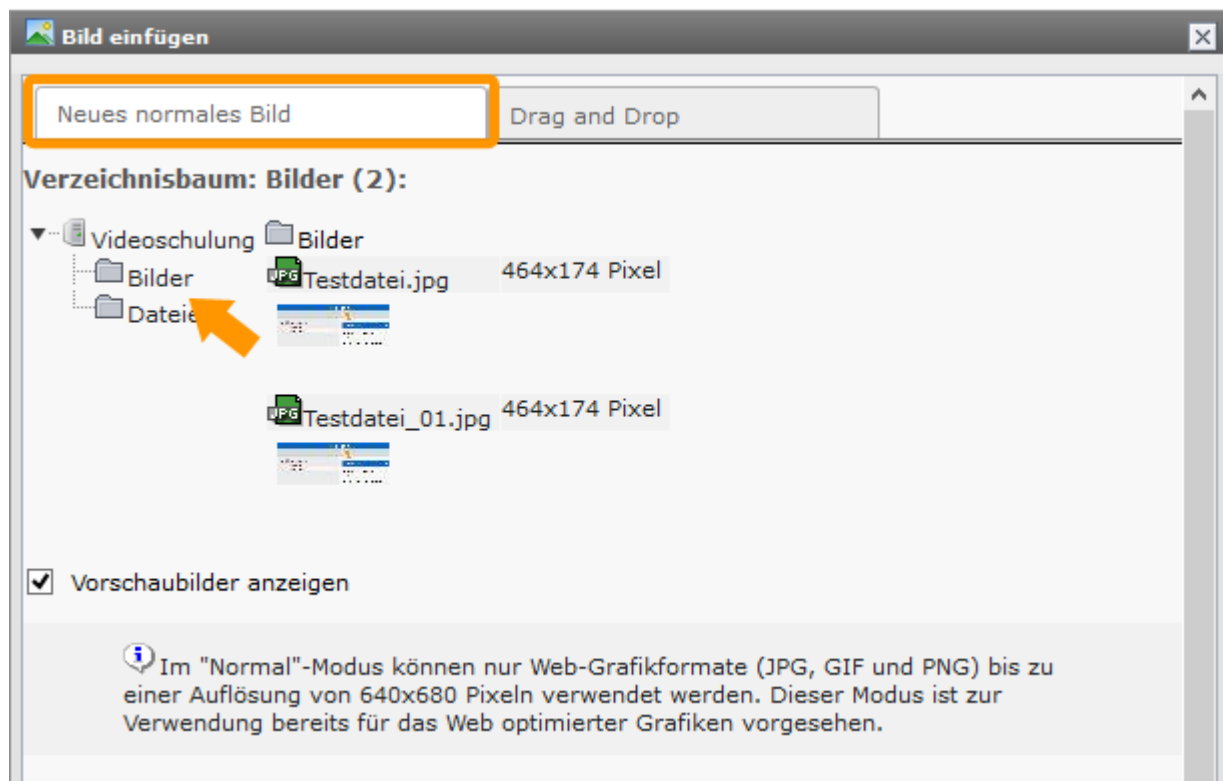 Bild einfügen
Neues normales Bild
Drag and Drop
Verzeichnisbaum: Bilder (2):
Videoschulung
Bilder
Bilder
JPG Testdatei.jpg
464x174 Pixel
JPG Testdatei_01.jpg
464x174 Pixel
Vorschaubilder anzeigen
Im "Normal"-Modus können nur Web-Grafikformate (JPG, GIF und PNG) bis zu
einer Auflösung von 640x680 Pixeln verwendet werden. Dieser Modus ist zur
Verwendung bereits für das Web optimierter Grafiken vorgesehen.